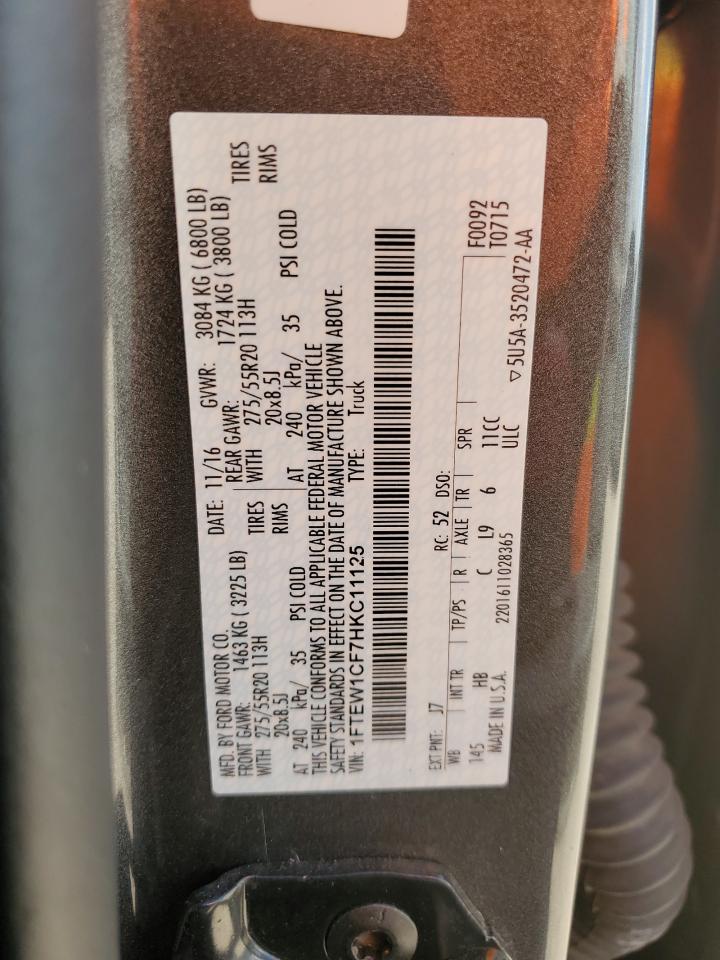 MFD. BY FORD MOTOR CO. DATE: 11/16 GVWR: 3084 KG ( 6800 LB)
FRONT GAWR: 1463 KG ( 3225 LB) REAR GAWR: 1724 KG ( 3800 LB)
WITH 275/55R20 113H TIRES WITH 275/55R20 113H TIRES
20x8.5J RIMS 20x8.5J RIMS
AT 240 kPa/ 35 PSI COLD AT 240 kPa/ 35 PSI COLD
THIS VEHICLE CONFORMS TO ALL APPLICABLE FEDERAL MOTOR VEHICLE
SAFETY STANDARDS IN EFFECT ON THE DATE OF MANUFACTURE SHOWN ABOVE.
VIN: 1FTEW1CF7HKC11125 TYPE: Truck
EXT PNT: J7 RC: 52 DSO: F0092
WB INT TR TP/PS R AXLE TR SPR T0715
145 HB C L9 6 11CC
MADE IN U.S.A. 2201611028365 ULC ▽5U5A-3520472-AA